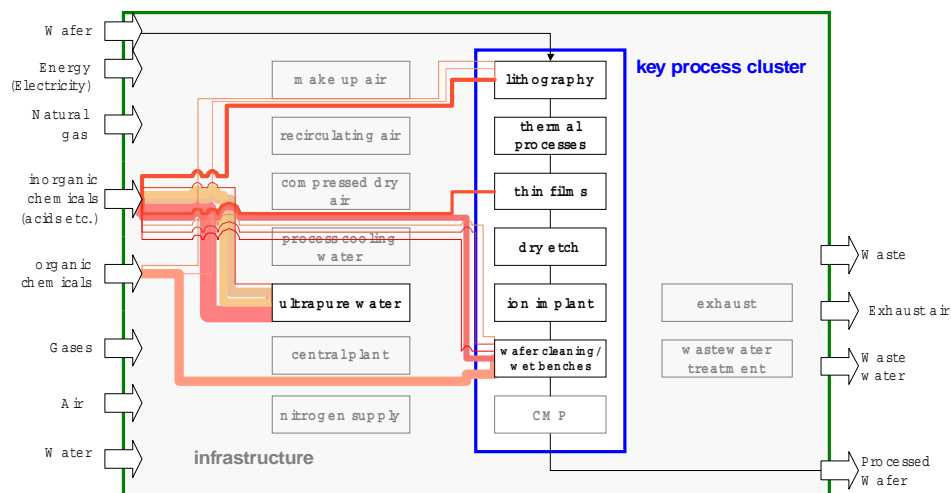 Wafer
Energy
(Electricity)
Natural
gas
inorganic
chemicals
(acids etc.)
organic
chemicals
Gases
Air
Water
make up air
recirculating air
compressed dry
air
process cooling
water
ultrapure water
central plant
nitrogen supply
infrastructure
key process cluster
lithography
thermal
processes
thin films
dry etch
ion implant
wafer cleaning/
wet benches
CMP
exhaust
wastewater
treatment
Waste
Exhaust air
Waste
water
Processed
Wafer